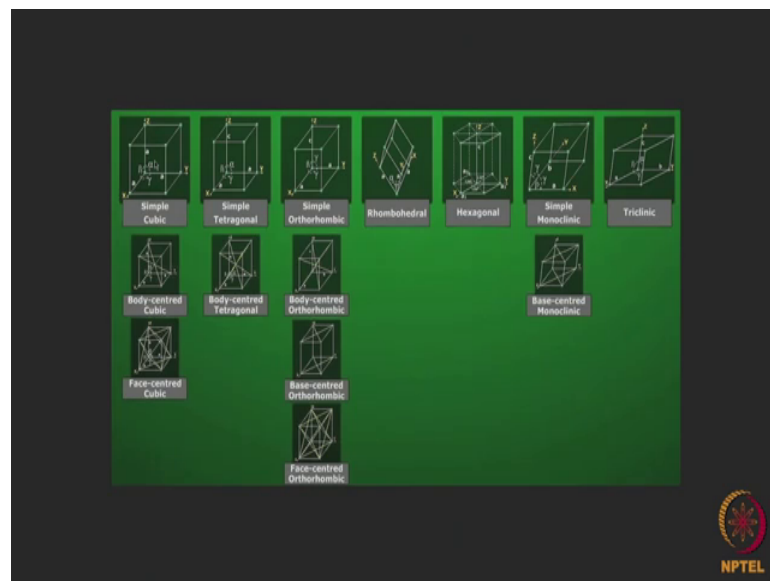 Simple
Cubic
Simple
Tetragonal
Simple
Orthorhombic
Rhombohedral
Hexagonal
Simple
Monoclinic
Triclinic
Body-centred
Cubic
Body-centred
Tetragonal
Body-centred
Orthorhombic
Base-centred
Monoclinic
Face-centred
Cubic
Base-centred
Orthorhombic
Face-centred
Orthorhombic
NPTEL